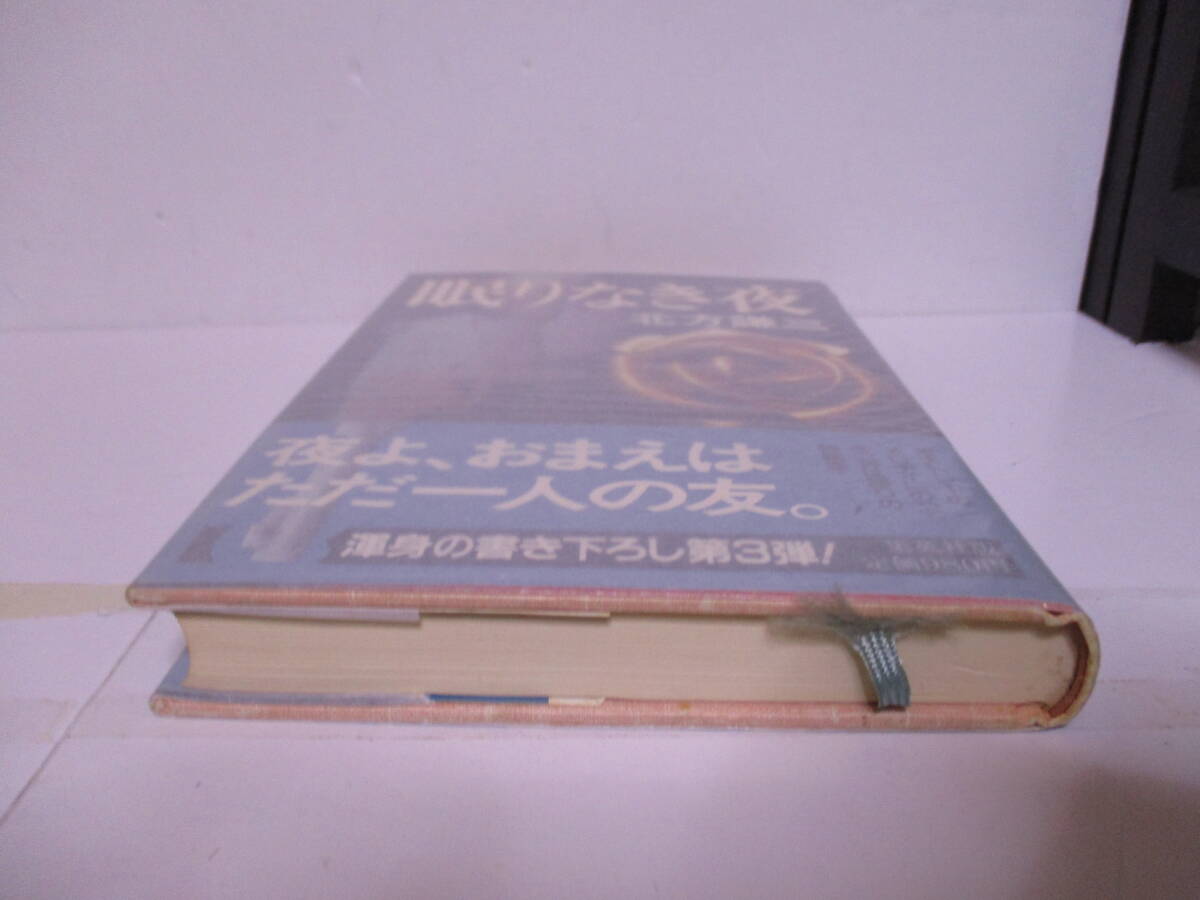 眠りなき夜
北方謙三
夜よ、おまえは
ただ一人の友。
渾身の書き下ろし第3弾!